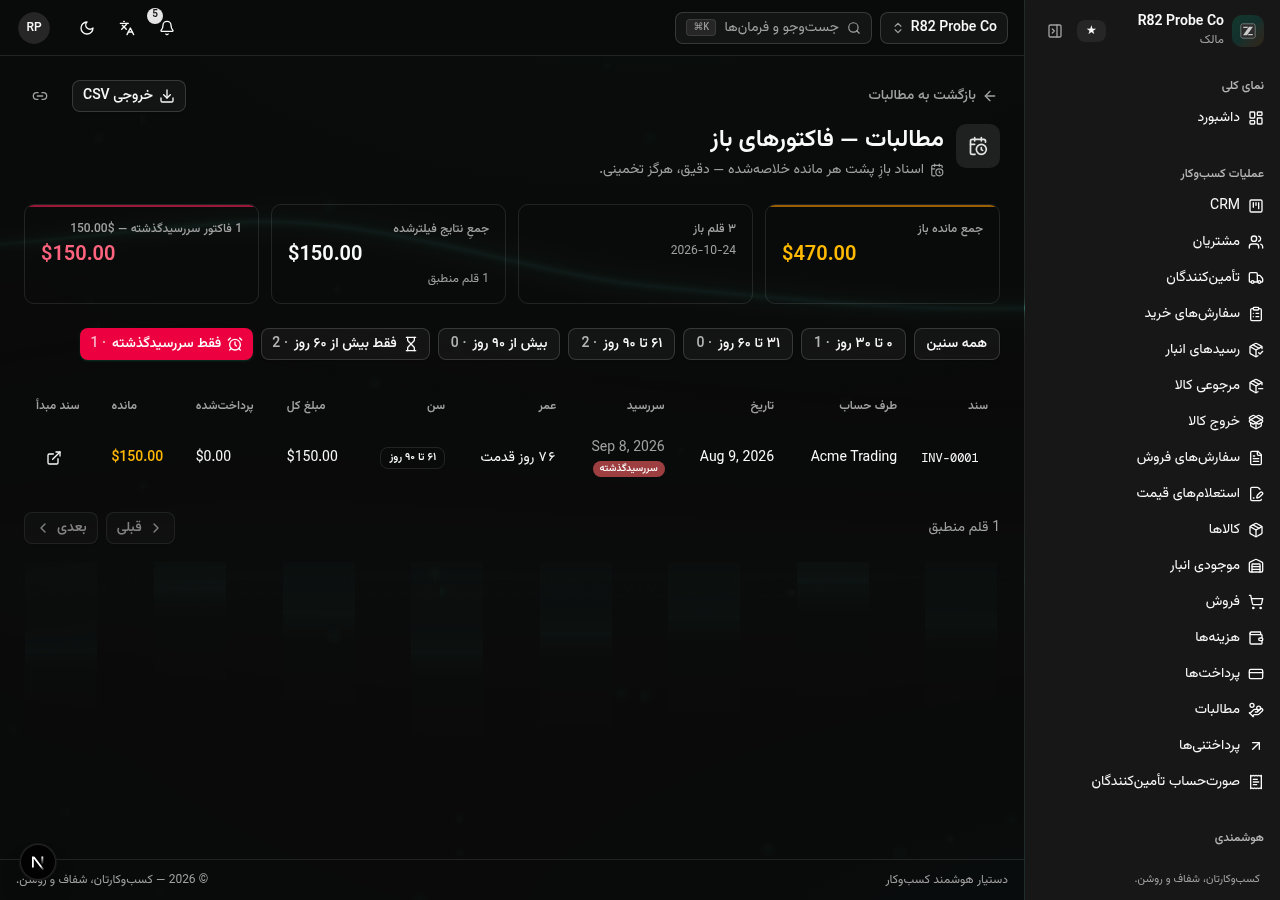 R82 Probe Co
مالک
★
R82 Probe Co
جست‌وجو و فرمان‌ها
⌘K
5
RP
نمای کلی
داشبورد
عملیات کسب‌وکار
CRM
مشتریان
تأمین‌کنندگان
سفارش‌های خرید
رسیدهای انبار
مرجوعی کالا
خروج کالا
سفارش‌های فروش
استعلام‌های قیمت
کالاها
موجودی انبار
فروش
هزینه‌ها
پرداخت‌ها
مطالبات
پرداختنی‌ها
صورت‌حساب تأمین‌کنندگان
هوشمندی
کسب‌وکارتان، شفاف و روشن.
بازگشت به مطالبات
خروجی CSV
مطالبات — فاکتورهای باز
اسناد بازِ پشت هر مانده خلاصه‌شده — دقیق، هرگز تخمینی.
جمع مانده باز
$470.00
۳ قلم باز
2026-10-24
جمعِ نتایج فیلترشده
$150.00
1 قلم منطبق
1 فاکتور سررسیدگذشته — $150.00
$150.00
همه سنین
۰ تا ۳۰ روز · 1
۳۱ تا ۶۰ روز · 0
۶۱ تا ۹۰ روز · 2
بیش از ۹۰ روز · 0
فقط بیش از ۶۰ روز · 2
فقط سررسیدگذشته · 1
سند طرف حساب تاریخ سررسید عمر سن مبلغ کل پرداخت‌شده مانده سند مبدأ
INV-0001 Acme Trading Aug 9, 2026 Sep 8, 2026 ۷۶ روز قدمت ۶۱ تا ۹۰ روز $150.00 $0.00 $150.00
سررسیدگذشته
1 قلم منطبق
قبلی
بعدی
دستیار هوشمند کسب‌وکار
© 2026 — کسب‌وکارتان، شفاف و روشن.
N